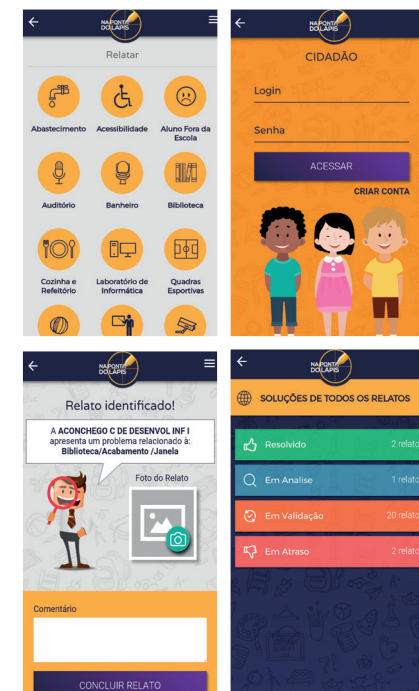 NA PONTA
DO LÁPIS
Relatar
Abastecimento
Acessibilidade
Aluno Fora da
Escola
Auditório
Banheiro
Biblioteca
Cozinha e
Refeitório
Laboratório de
Informática
Quadras
Esportivas
NA PONTA
DO LÁPIS
CIDADÃO
Login
Senha
ACESSAR
CRIAR CONTA
NA PONTA
DO LÁPIS
Relato identificado!
A ACONCHEGO C DE DESENVOL INF I
apresenta um problema relacionado à:
Biblioteca/Acabamento /Janela
Foto do Relato
Comentário
CONCLUIR RELATO
NA PONTA
DO LÁPIS
SOLUÇÕES DE TODOS OS RELATOS
Resolvido 2 relato
Em Analise 1 relato
Em Validação 20 relato
Em Atraso 2 relato